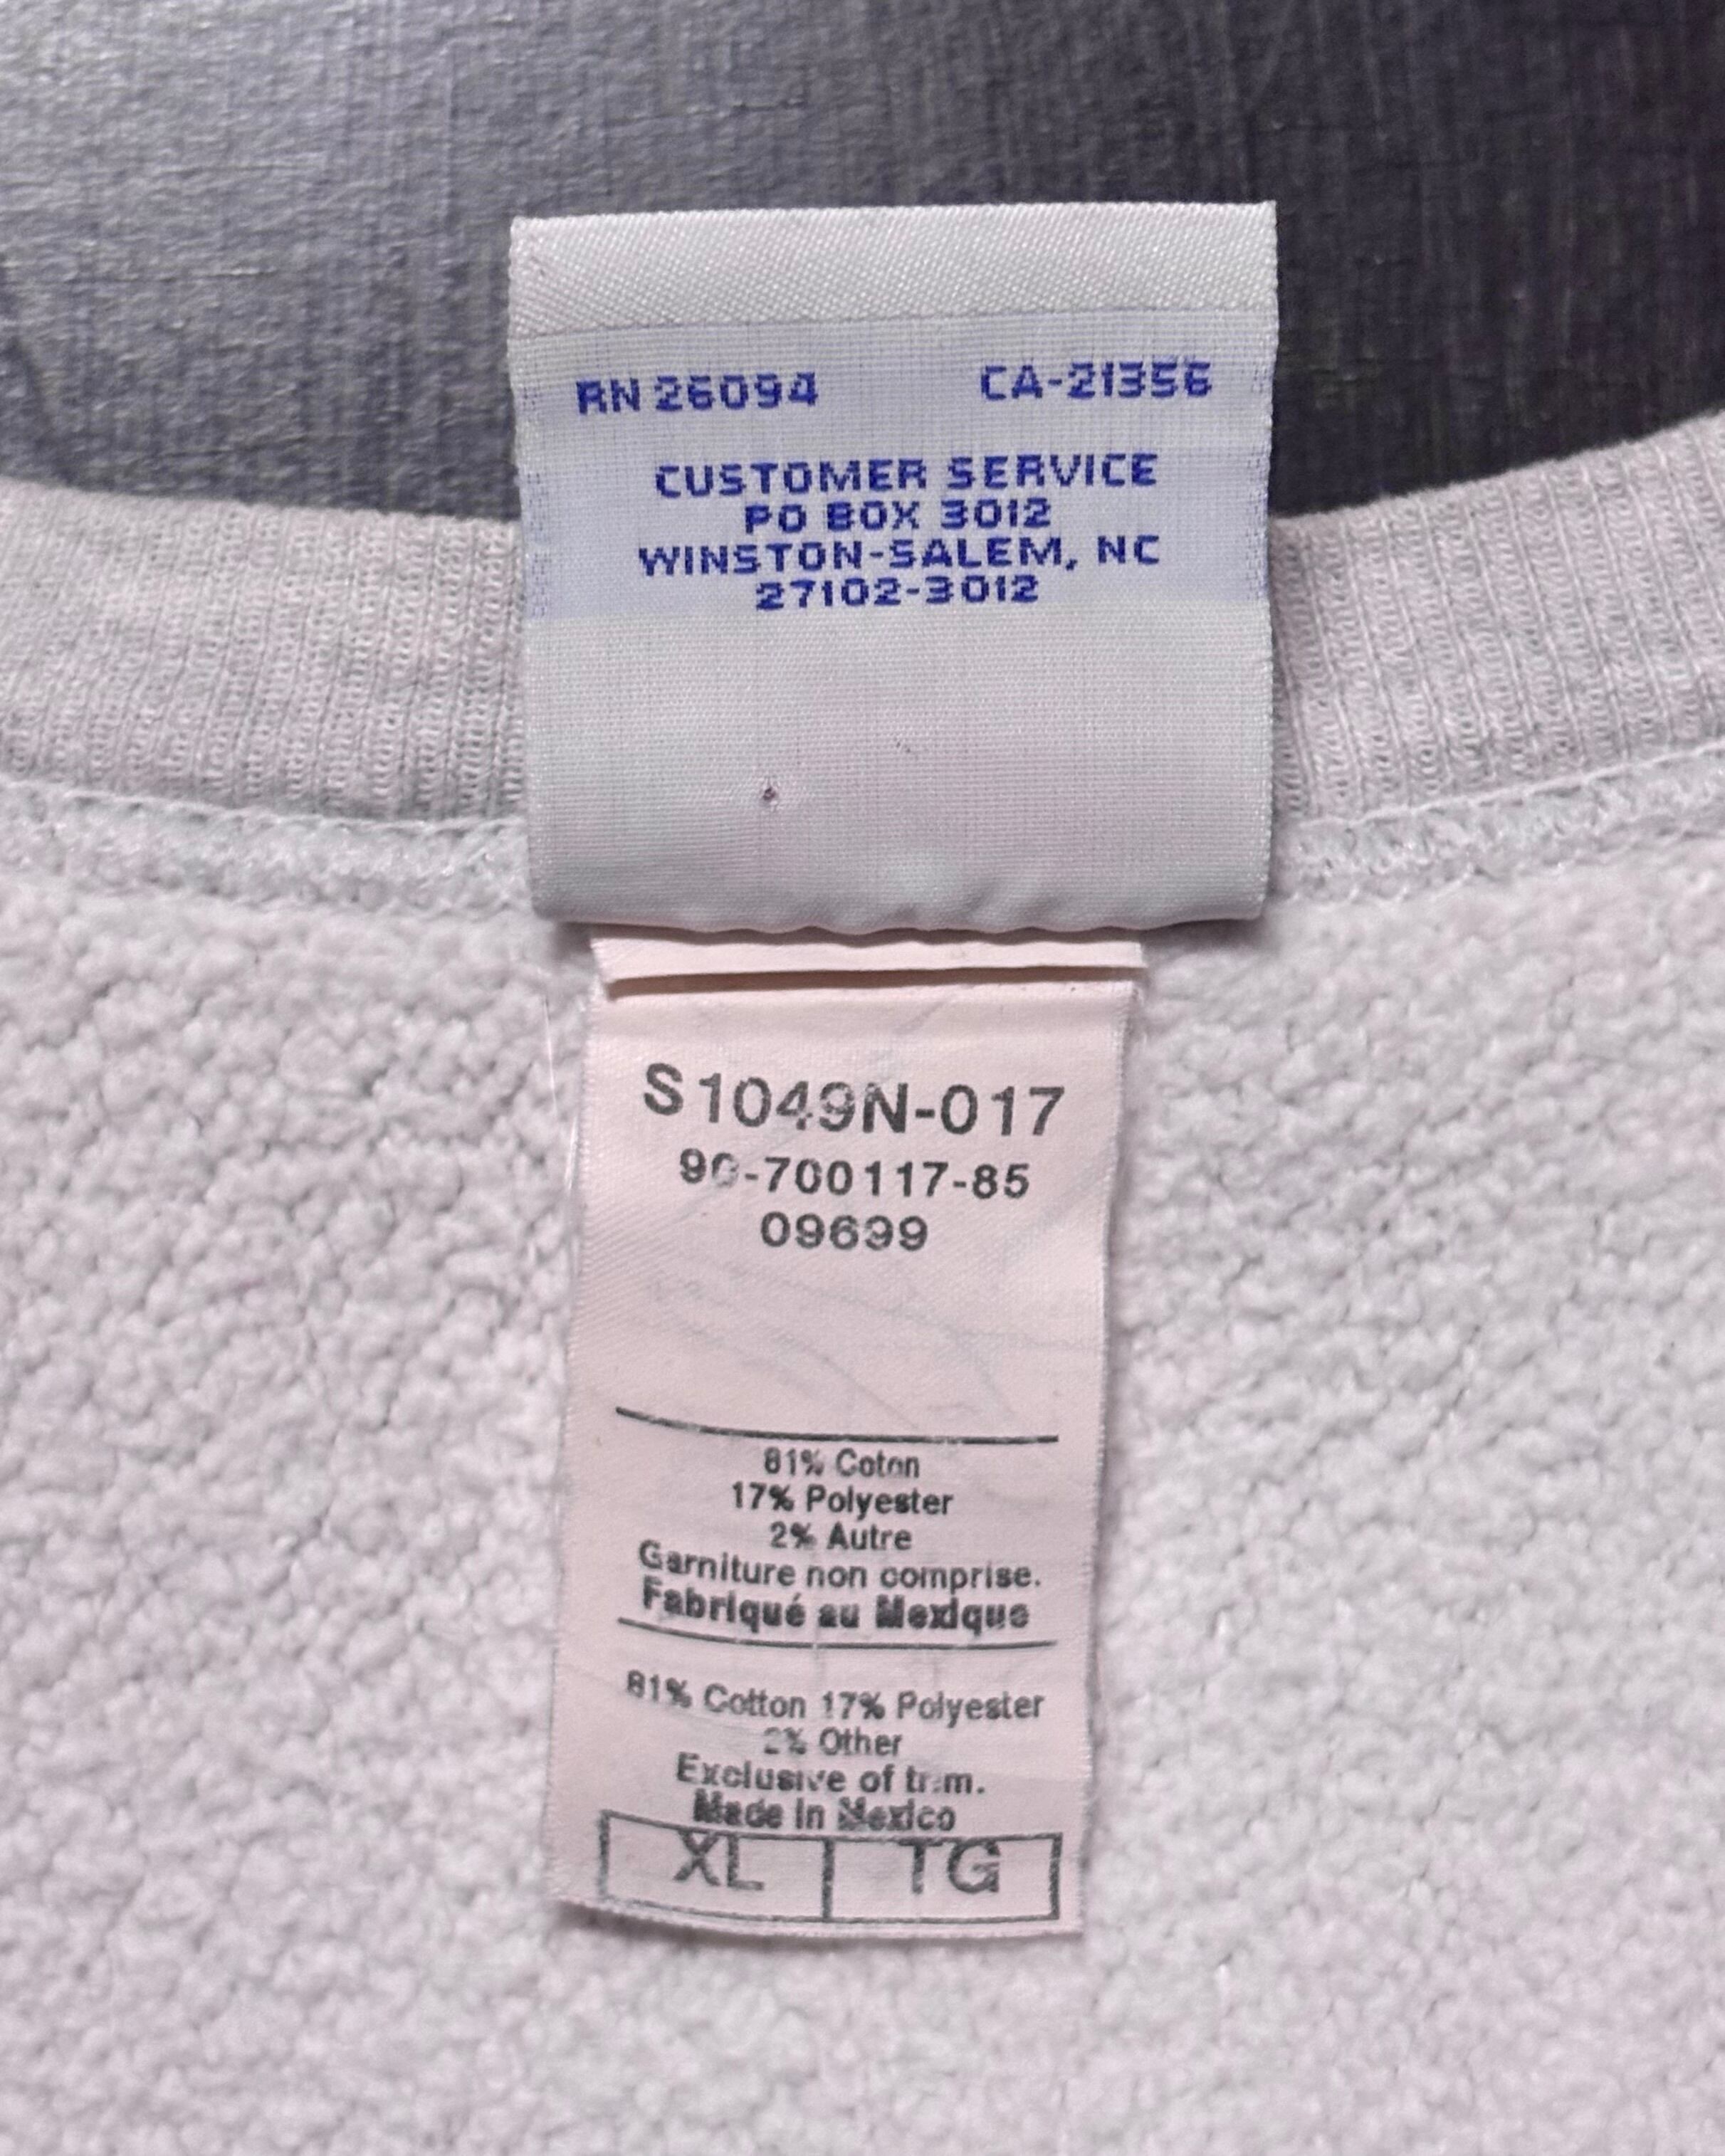 RN 26094 CA-21356
CUSTOMER SERVICE
PO BOX 3012
WINSTON-SALEM, NC
27102-3012
S1049N-017
90-700117-85
09699
81% Coton
17% Polyester
2% Autre
Garniture non comprise.
Fabriqué au Mexique
81% Cotton 17% Polyester
2% Other
Exclusive of trim.
Made in Mexico
XL TG